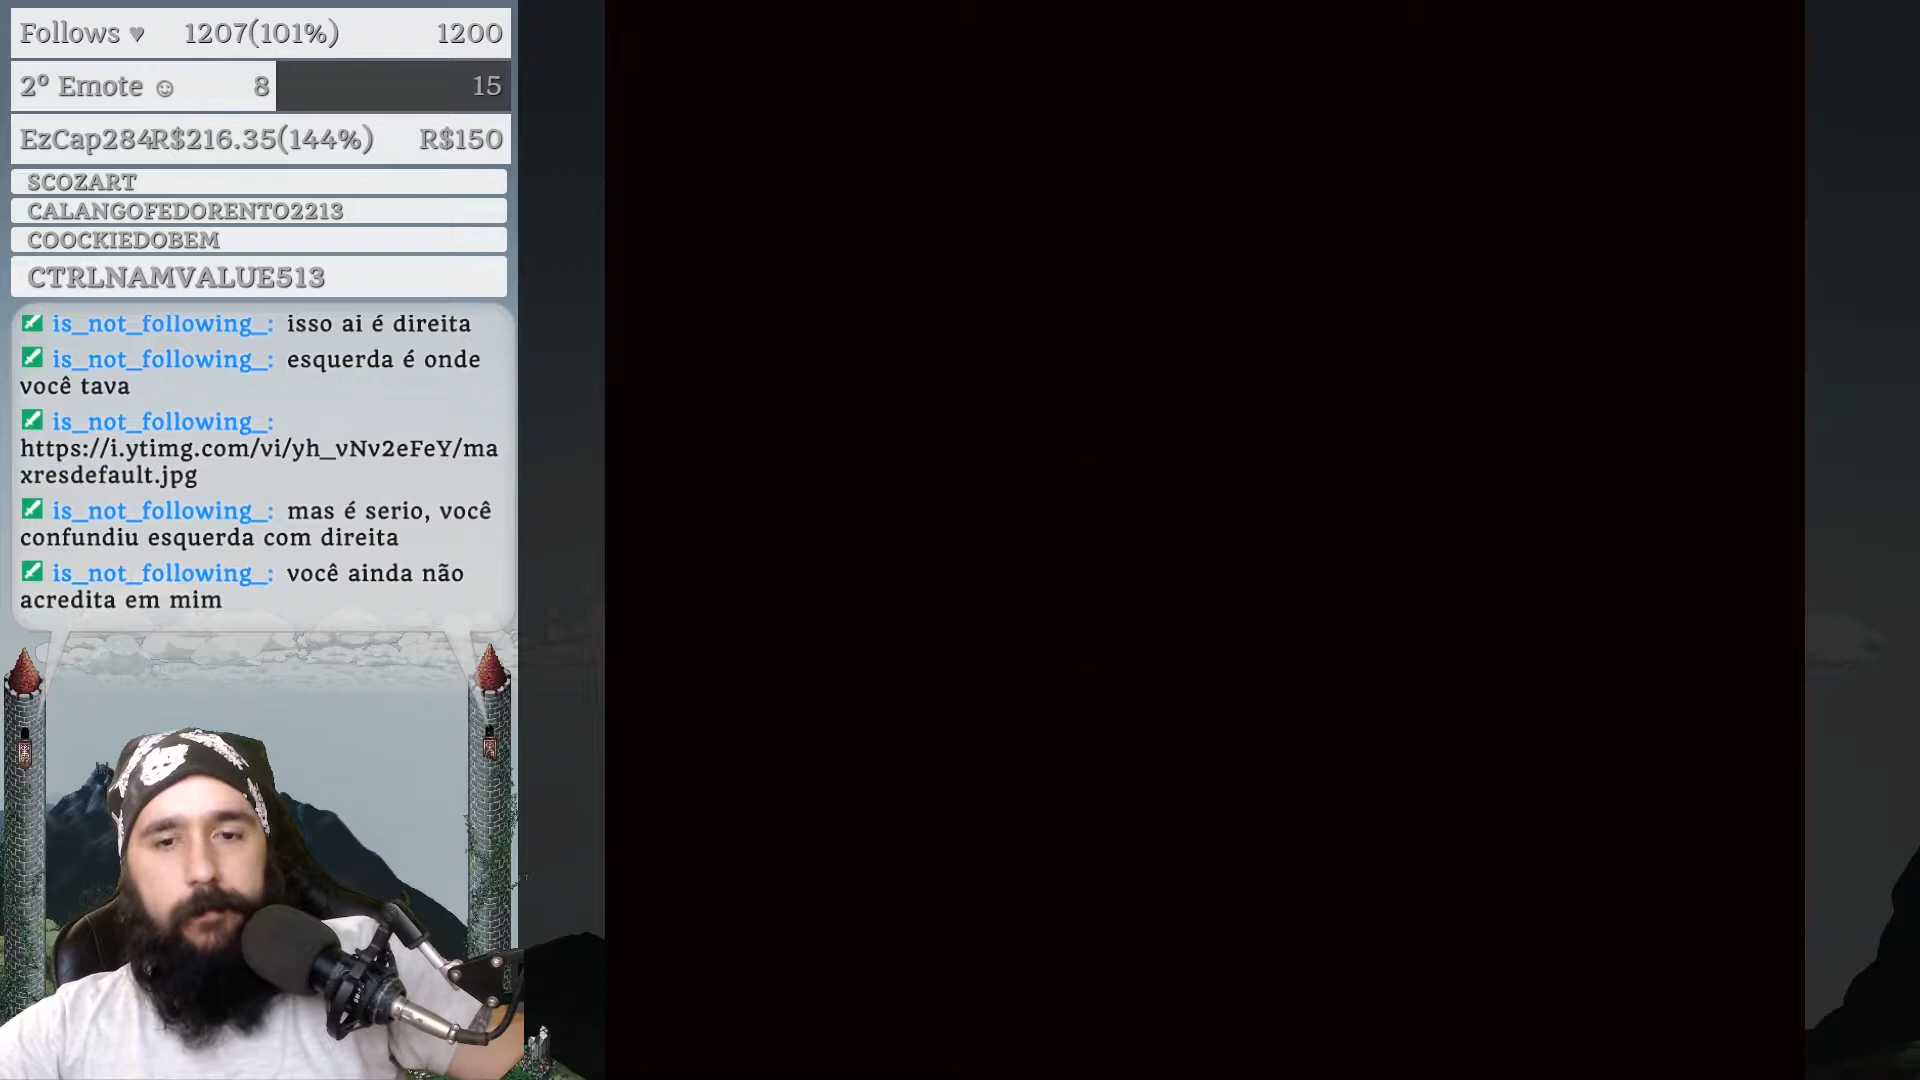 Follows ♥ 1207(101%) 1200
2º Emote ☺ 8 15
EzCap284R$216.35(144%) R$150
SCOZART
CALANGOFEDORENTO2213
COOCKIEDOBEM
CTRLNAMVALUE513
is_not_following_: isso ai é direita
is_not_following_: esquerda é onde
você tava
is_not_following_:
https://i.ytimg.com/vi/yh_vNv2eFeY/ma
xresdefault.jpg
is_not_following_: mas é serio, você
confundiu esquerda com direita
is_not_following_: você ainda não
acredita em mim